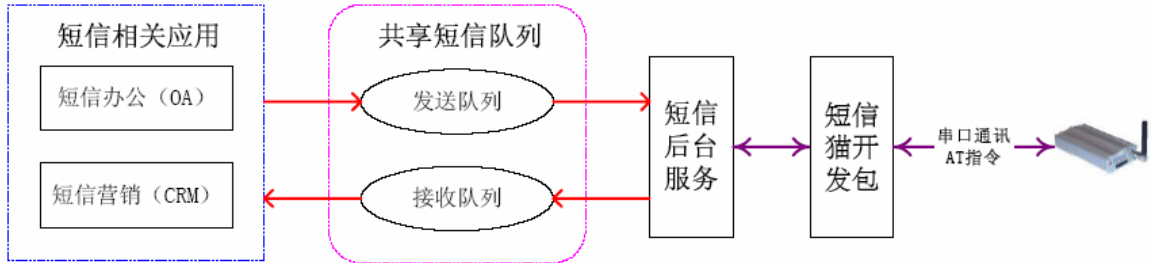 短信相关应用
短信办公（OA）
短信营销（CRM）
共享短信队列
发送队列
接收队列
短信
后台
服务
短信
猫开
发包
串口通讯
AT指令